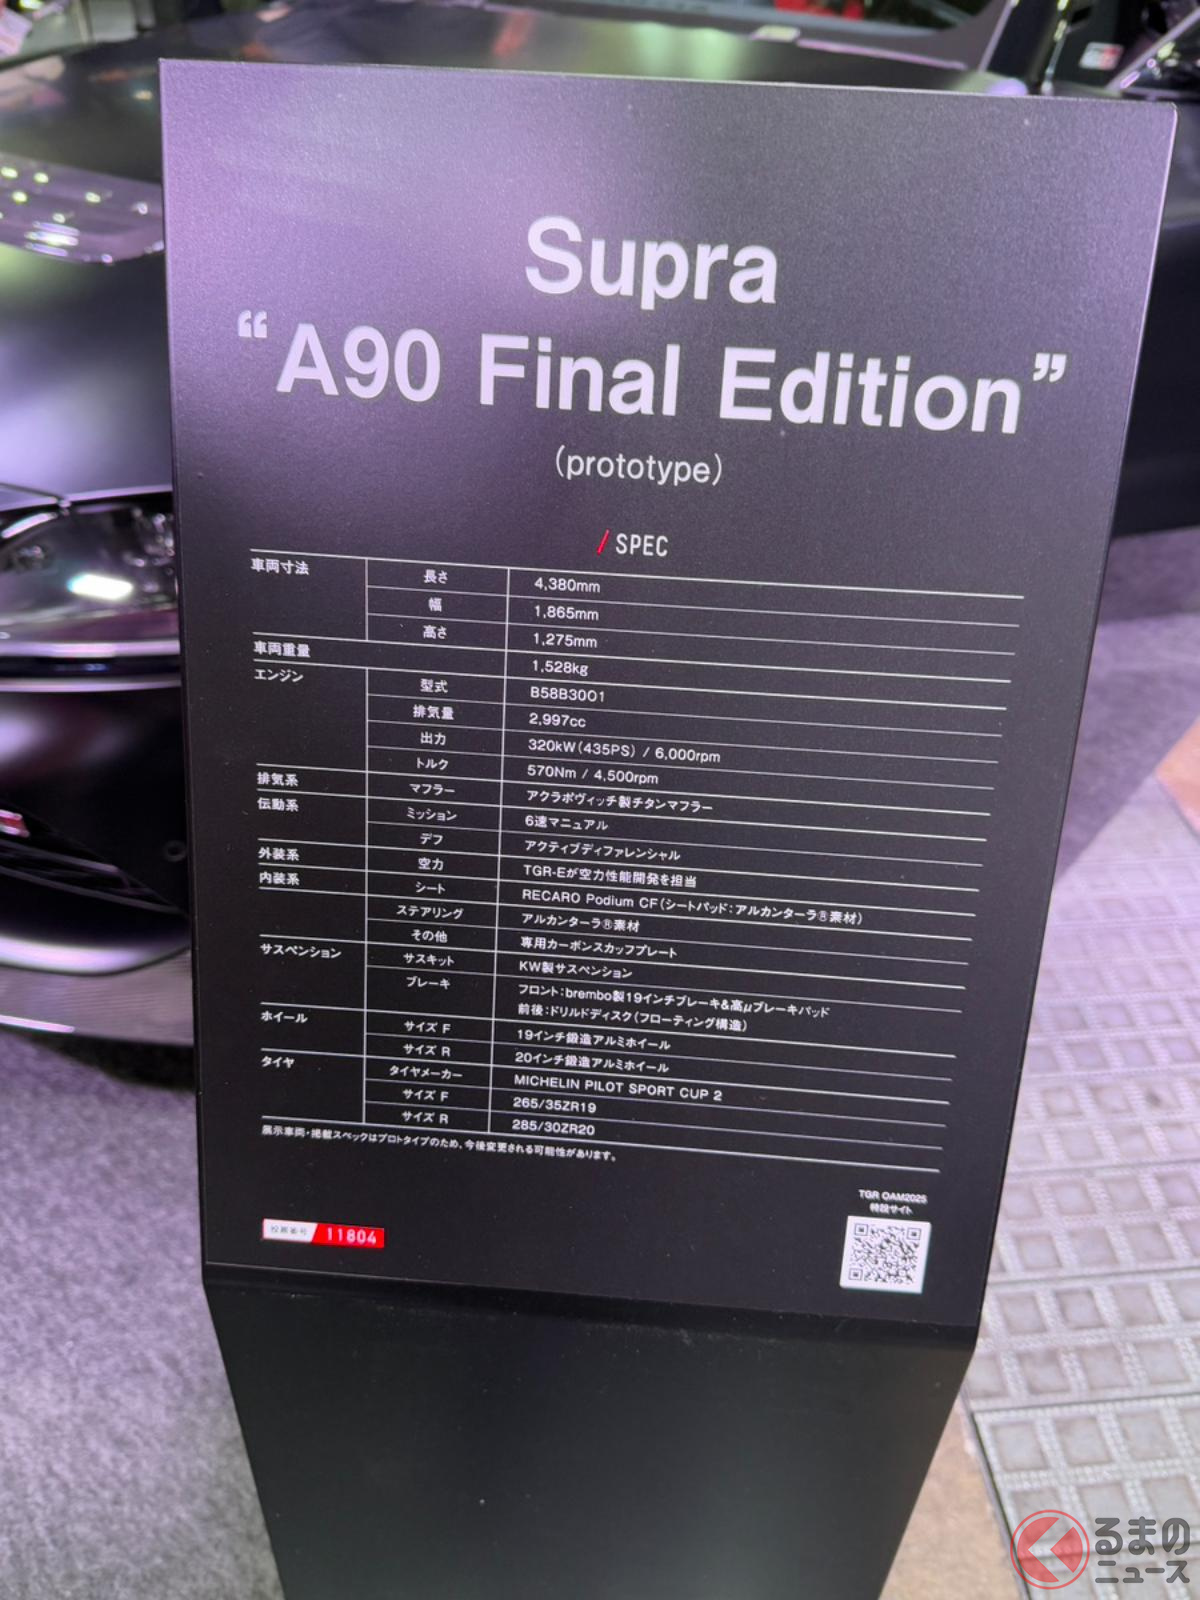 Supra
“A90 Final Edition”
(prototype)
/ SPEC
車両寸法 長さ 4,380mm
幅 1,865mm
高さ 1,275mm
車両重量 1,528kg
エンジン 型式 B58B30O1
排気量 2,997cc
出力 320kW(435PS) / 6,000rpm
トルク 570Nm / 4,500rpm
排気系 マフラー アクラポヴィッチ製チタンマフラー
伝動系 ミッション 6速マニュアル
デフ アクティブディファレンシャル
外装系 空力 TGR-Eが空力性能開発を担当
内装系 シート RECARO Podium CF(シートパッド:アルカンターラ®素材)
ステアリング アルカンターラ®素材
その他 専用カーボンスカッフプレート
サスペンション サスキット KW製サスペンション
ブレーキ フロント:brembo製19インチブレーキ&高μブレーキパッド
前後:ドリルドディスク(フローティング構造)
ホイール サイズ F 19インチ鍛造アルミホイール
サイズ R 20インチ鍛造アルミホイール
タイヤ タイヤメーカー MICHELIN PILOT SPORT CUP 2
サイズ F 265/35ZR19
サイズ R 285/30ZR20
展示車両・掲載スペックはプロトタイプのため、今後変更される可能性があります。
TGR OAM2025
特設サイト
投票番号 11804
くるまの
ニュース